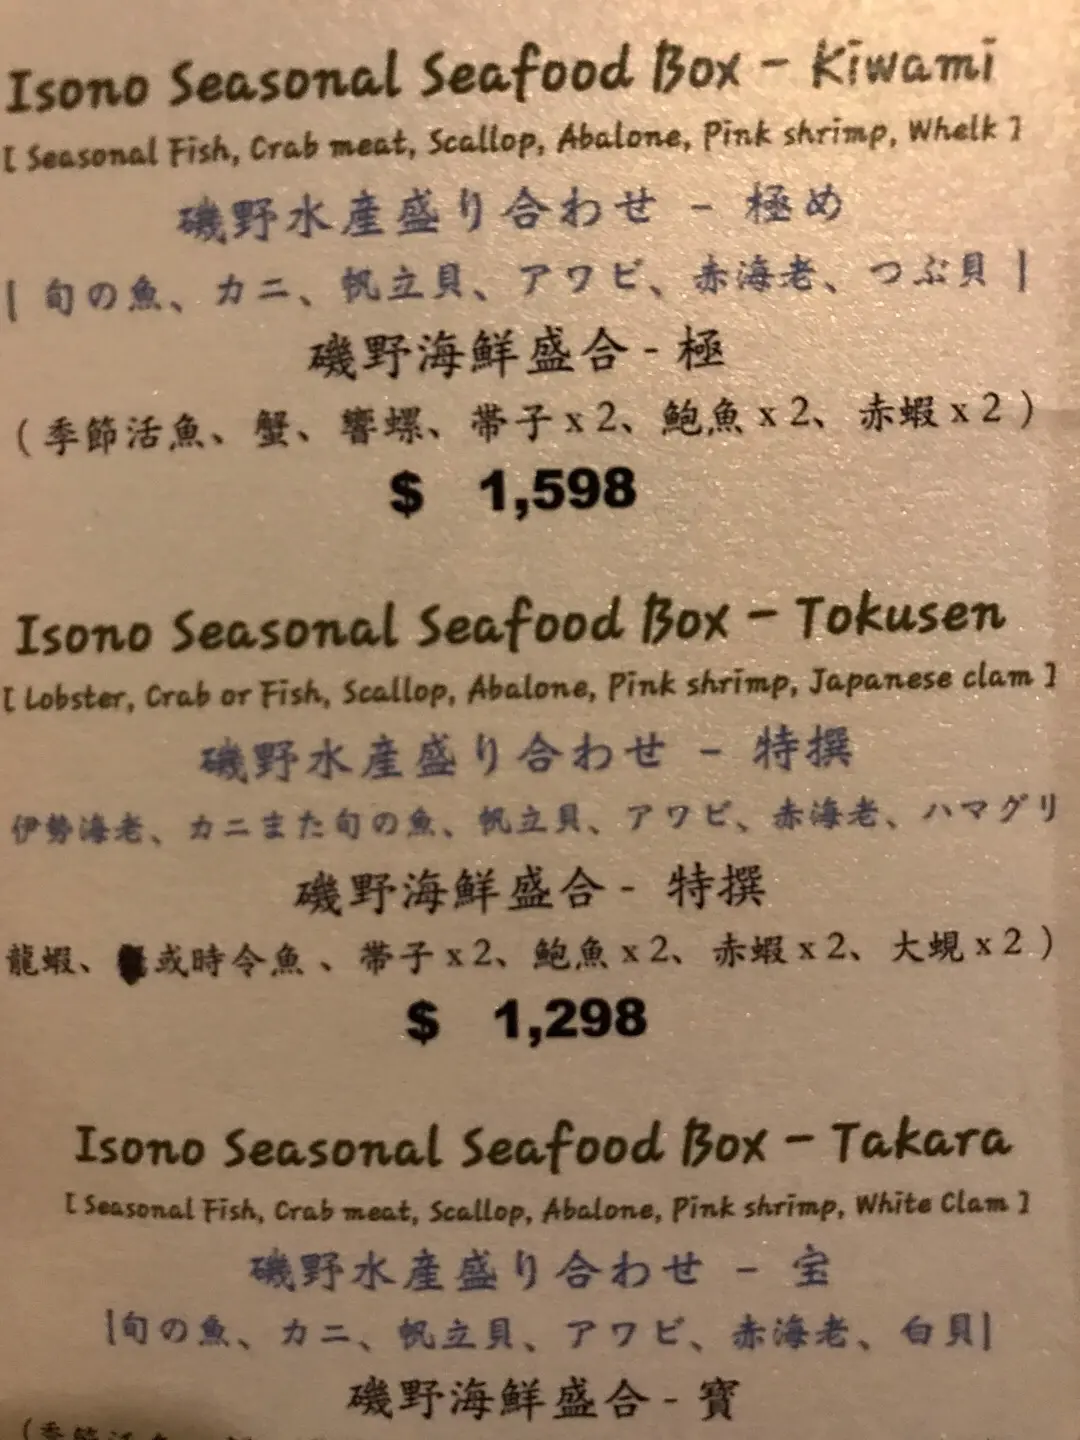 Isono Seasonal Seafood Box - Kiwami
[ Seasonal Fish, Crab meat, Scallop, Abalone, Pink shrimp, Whelk ]
磯野水産盛り合わせ - 極め
| 旬の魚、カニ、帆立貝、アワビ、赤海老、つぶ貝 |
磯野海鮮盛合 - 極
( 季節活魚、蟹、響螺、帯子 x 2、鮑魚 x 2、赤蝦 x 2 )
$ 1,598
Isono Seasonal Seafood Box - Tokusen
[ Lobster, Crab or Fish, Scallop, Abalone, Pink shrimp, Japanese clam ]
磯野水産盛り合わせ - 特撰
伊勢海老、カニまた旬の魚、帆立貝、アワビ、赤海老、ハマグリ
磯野海鮮盛合 - 特撰
龍蝦、或時令魚、帯子 x 2、鮑魚 x 2、赤蝦 x 2、大蜆 x 2 )
$ 1,298
Isono Seasonal Seafood Box - Takara
[ Seasonal Fish, Crab meat, Scallop, Abalone, Pink shrimp, White Clam ]
磯野水産盛り合わせ - 宝
|旬の魚、カニ、帆立貝、アワビ、赤海老、白貝|
磯野海鮮盛合 - 寶